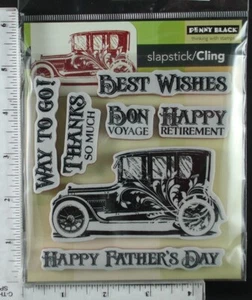 PENNY BLACK
slapstick/Cling
WAY TO GO!
BEST WISHES
THANKS
SO MUCH
BON
VOYAGE
HAPPY
RETIREMENT
HAPPY FATHER'S DAY